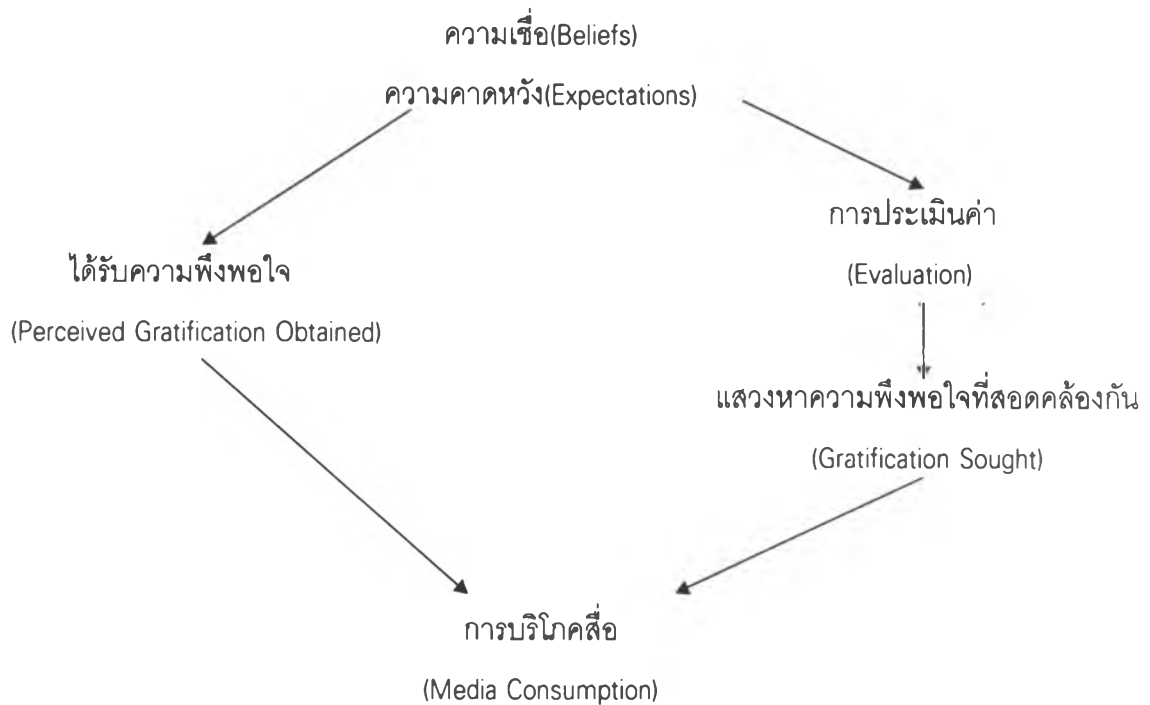 ความเชื่อ(Beliefs)
ความคาดหวัง(Expectations)
การประเมินค่า
(Evaluation)
ได้รับความพึงพอใจ
(Perceived Gratification Obtained)
แสวงหาความพึงพอใจที่สอดคล้องกัน
(Gratification Sought)
การบริโภคสื่อ
(Media Consumption)